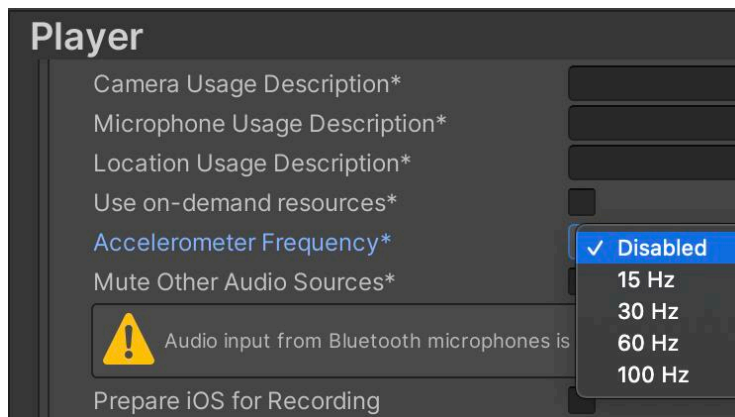 Player
Camera Usage Description*
Microphone Usage Description*
Location Usage Description*
Use on-demand resources*
Accelerometer Frequency*
✓ Disabled
Mute Other Audio Sources*
15 Hz
30 Hz
Audio input from Bluetooth microphones is
60 Hz
100 Hz
Prepare iOS for Recording